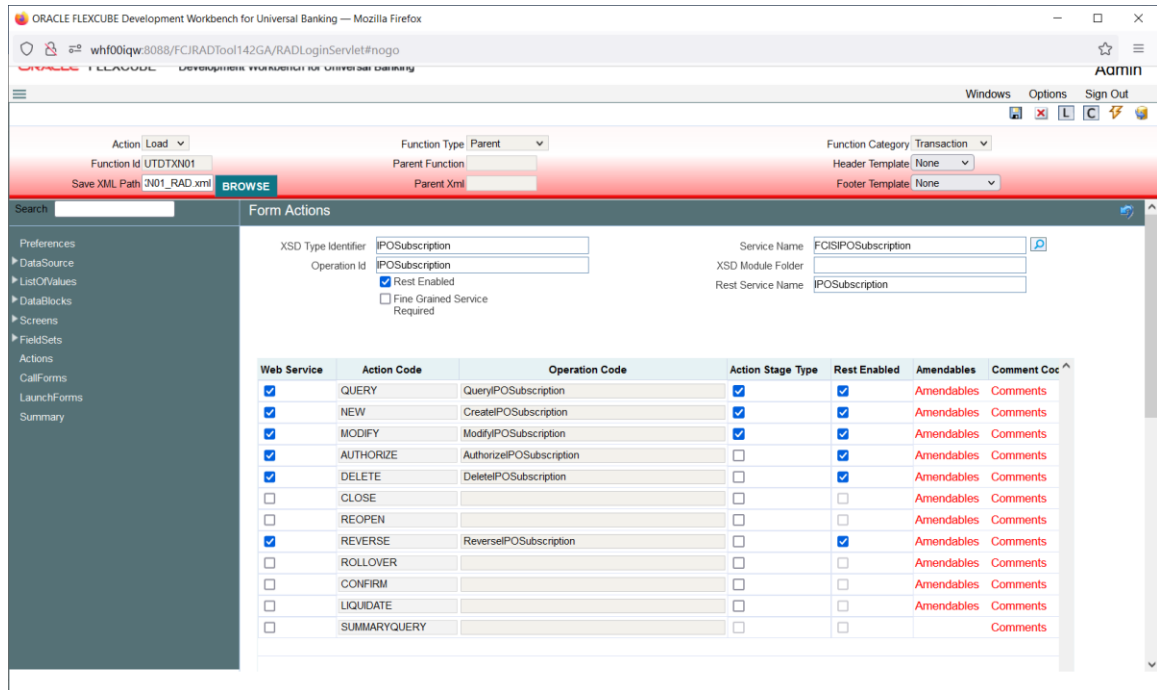 ORACLE FLEXCUBE Development Workbench for Universal Banking — Mozilla Firefox
whf00iqw:8088/FCJRADTool142GA/RADLoginServlet#nogo
ORACLE FLEXCUBE Development Workbench for Universal Banking Admin
Windows Options Sign Out
L C
Action Load Function Type Parent Function Category Transaction
Function Id UTDTXN01 Parent Function Header Template None
Save XML Path :N01_RAD.xml BROWSE Parent Xml Footer Template None
Search Form Actions
Preferences
DataSource
ListOfValues
DataBlocks
Screens
FieldSets
Actions
CallForms
LaunchForms
Summary
XSD Type Identifier IPOSubscription Service Name FCISIPOSubscription
Operation Id IPOSubscription XSD Module Folder
Rest Enabled Rest Service Name IPOSubscription
Fine Grained Service
Required
Web Service Action Code Operation Code Action Stage Type Rest Enabled Amendables Comment Coc
QUERY QueryIPOSubscription Amendables Comments
NEW CreateIPOSubscription Amendables Comments
MODIFY ModifyIPOSubscription Amendables Comments
AUTHORIZE AuthorizeIPOSubscription Amendables Comments
DELETE DeleteIPOSubscription Amendables Comments
CLOSE Amendables Comments
REOPEN Amendables Comments
REVERSE ReverseIPOSubscription Amendables Comments
ROLLOVER Amendables Comments
CONFIRM Amendables Comments
LIQUIDATE Amendables Comments
SUMMARYQUERY Comments